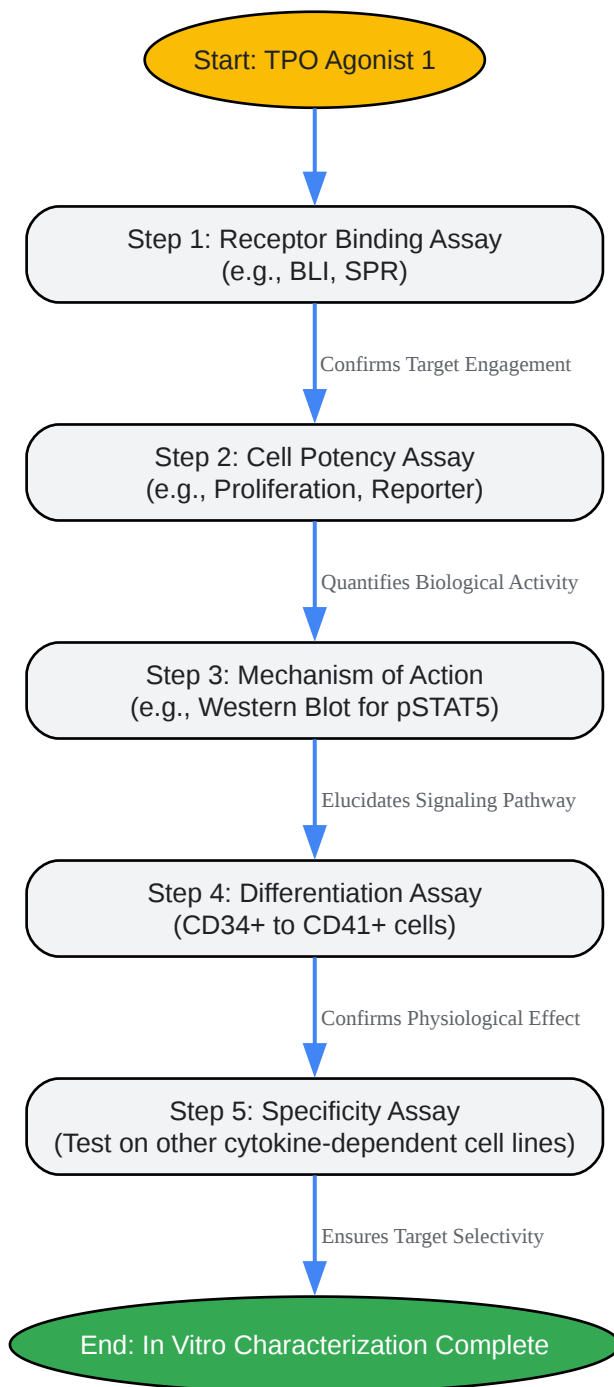 Start: TPO Agonist 1
Step 1: Receptor Binding Assay
(e.g., BLI, SPR)
Confirms Target Engagement
Step 2: Cell Potency Assay
(e.g., Proliferation, Reporter)
Quantifies Biological Activity
Step 3: Mechanism of Action
(e.g., Western Blot for pSTAT5)
Elucidates Signaling Pathway
Step 4: Differentiation Assay
(CD34+ to CD41+ cells)
Confirms Physiological Effect
Step 5: Specificity Assay
(Test on other cytokine-dependent cell lines)
Ensures Target Selectivity
End: In Vitro Characterization Complete